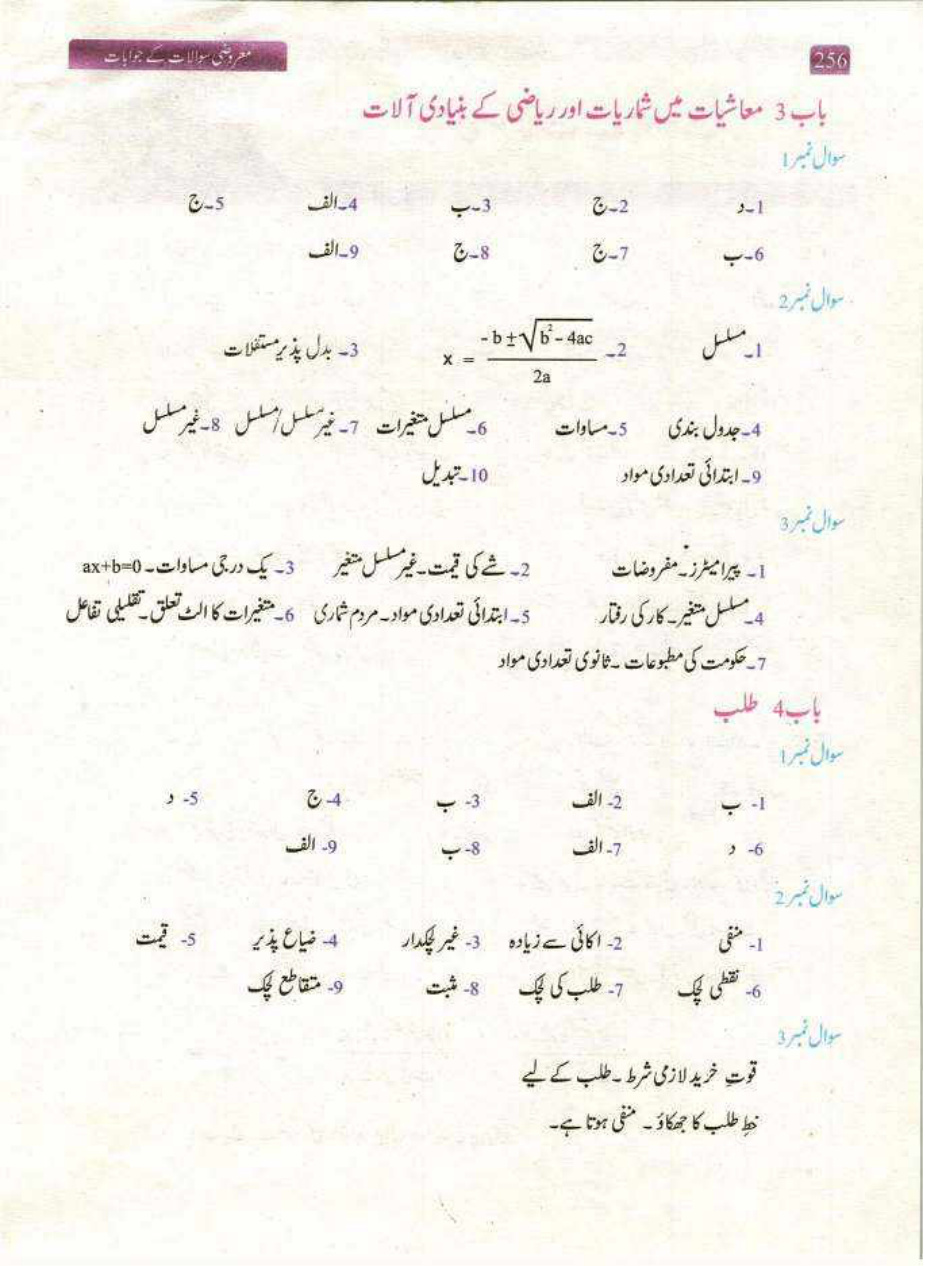 معروضی سوالات کے جوابات
256
باب 3 معاشیات میں شماریات اور ریاضی کے بنیادی آلات
سوال نمبر 1
1۔د 2۔ج 3۔ب 4۔الف 5۔ج
6۔ب 7۔ج 8۔ج 9۔الف
سوال نمبر 2
1۔ مسلسل 2۔ x = (-b ± √(b² - 4ac)) / 2a 3۔ بدل پذیر مستقلات
4۔جدول بندی 5۔مساوات 6۔مسلسل متغیرات 7۔غیر مسلسل/مسلسل 8۔غیر مسلسل
9۔ ابتدائی تعدادی مواد 10۔تبدیل
سوال نمبر 3
1۔ پیرامیٹرز۔مفروضات 2۔ شے کی قیمت۔غیر مسلسل متغیر 3۔ یک درجی مساوات۔ ax+b=0
4۔مسلسل متغیر۔کار کی رفتار 5۔ابتدائی تعدادی مواد۔مردم شماری 6۔متغیرات کا الٹ تعلق۔تقلیلی تفاعل
7۔حکومت کی مطبوعات ۔ثانوی تعدادی مواد
باب 4 طلب
سوال نمبر 1
1- ب 2- الف 3- ب 4- ج 5- د
6- د 7- الف 8- ب 9- الف
سوال نمبر 2
1- منفی 2- اکائی سے زیادہ 3- غیر لچکدار 4- ضیاع پذیر 5- قیمت
6- نقطی لچک 7- طلب کی لچک 8- مثبت 9- متقاطع لچک
سوال نمبر 3
قوتِ خرید لازمی شرط ۔طلب کے لیے
خطِ طلب کا جھکاؤ ۔ منفی ہوتا ہے۔